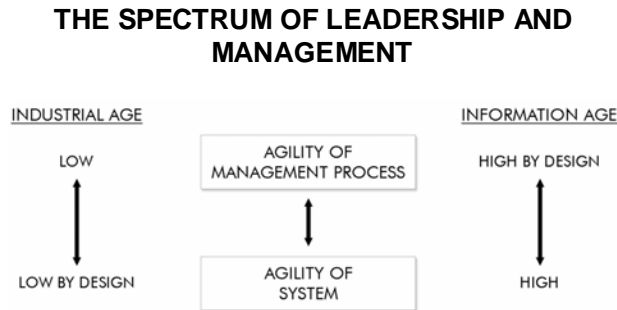 THE SPECTRUM OF LEADERSHIP AND
MANAGEMENT
INDUSTRIAL AGE
INFORMATION AGE
LOW
AGILITY OF
MANAGEMENT PROCESS
HIGH BY DESIGN
LOW BY DESIGN
AGILITY OF
SYSTEM
HIGH